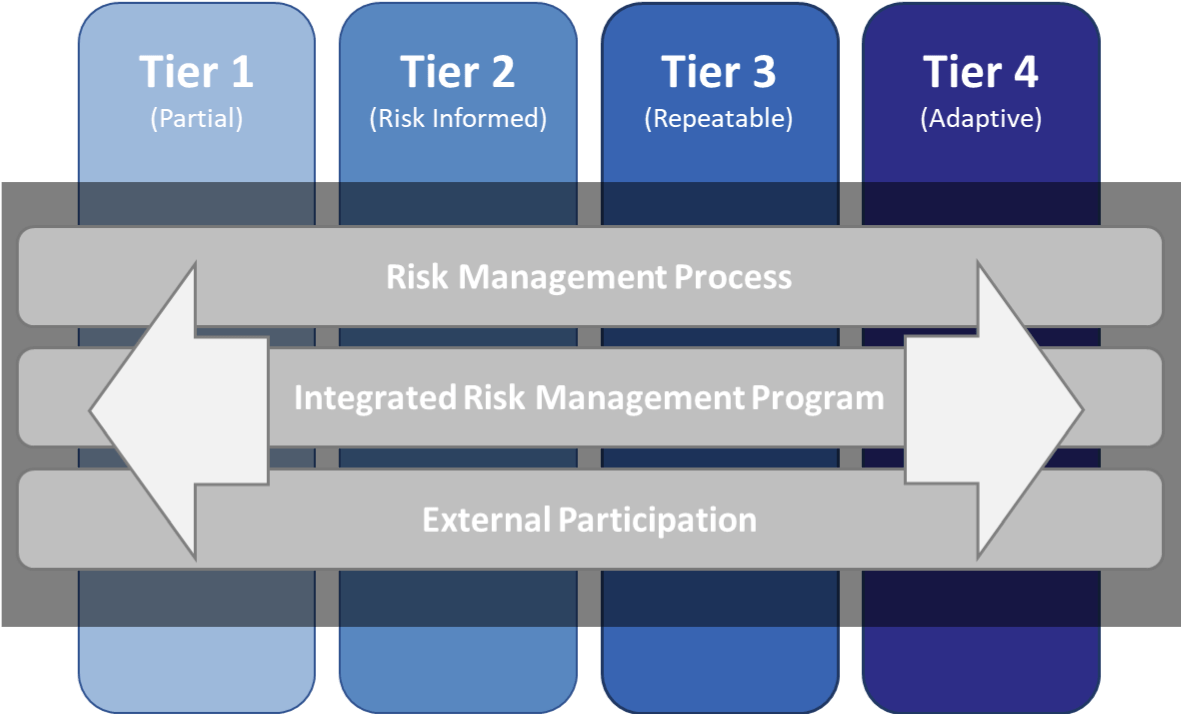 Tier 1
(Partial)
Tier 2
(Risk Informed)
Tier 3
(Repeatable)
Tier 4
(Adaptive)
Risk Management Process
Integrated Risk Management Program
External Participation